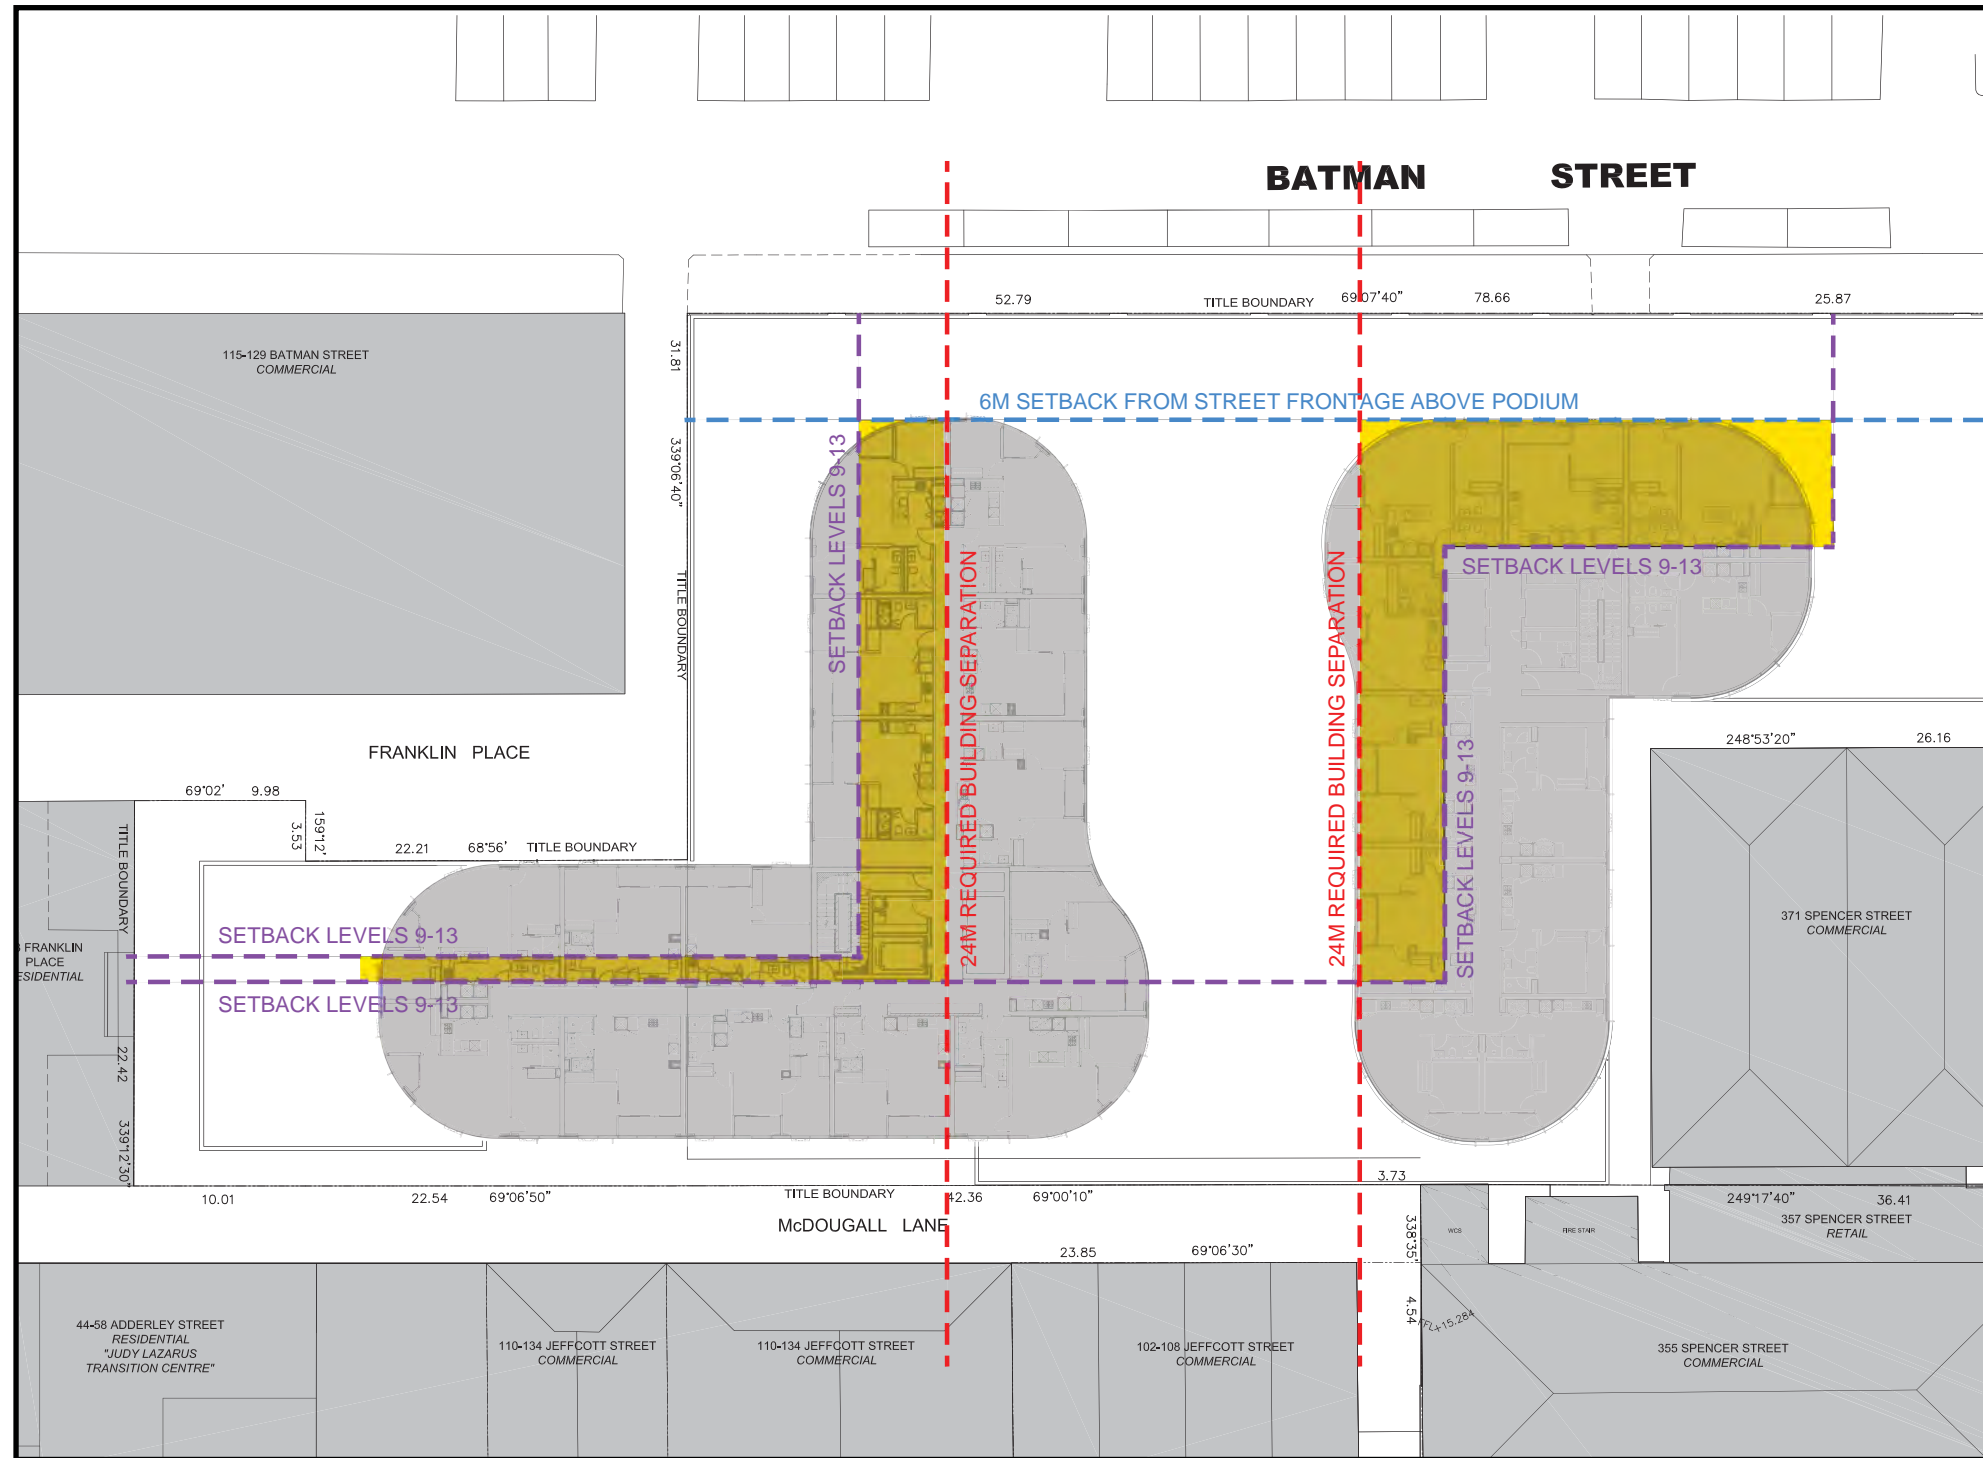 BATMAN STREET
52.79
TITLE BOUNDARY
69°07'40"
78.66
25.87
115-129 BATMAN STREET
COMMERCIAL
31.81
339°06'40"
TITLE BOUNDARY
6M SETBACK FROM STREET FRONTAGE ABOVE PODIUM
SETBACK LEVELS 9-13
24M REQUIRED BUILDING SEPARATION
24M REQUIRED BUILDING SEPARATION
SETBACK LEVELS 9-13
SETBACK LEVELS 9-13
FRANKLIN PLACE
69°02'
9.98
159°12'
3.53
22.21
68°56'
TITLE BOUNDARY
TITLE BOUNDARY
248°53'20"
26.16
371 SPENCER STREET
COMMERCIAL
SETBACK LEVELS 9-13
SETBACK LEVELS 9-13
FRANKLIN
PLACE
ESIDENTIAL
22.42
339°12'30"
10.01
22.54
69°06'50"
TITLE BOUNDARY
42.36
69°00'10"
3.73
McDOUGALL LANE
249°17'40"
36.41
357 SPENCER STREET
RETAIL
WCS
FIRE STAIR
338°35'
4.54
FFL+15.284
23.85
69°06'30"
44-58 ADDERLEY STREET
RESIDENTIAL
"JUDY LAZARUS
TRANSITION CENTRE"
110-134 JEFFCOTT STREET
COMMERCIAL
110-134 JEFFCOTT STREET
COMMERCIAL
102-108 JEFFCOTT STREET
COMMERCIAL
355 SPENCER STREET
COMMERCIAL